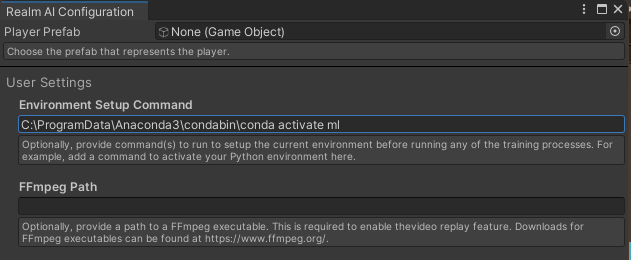 Realm AI Configuration
Player Prefab
None (Game Object)
Choose the prefab that represents the player.
User Settings
Environment Setup Command
C:\ProgramData\Anaconda3\condabin\conda activate ml
Optionally, provide command(s) to run to setup the current environment before running any of the training processes. For
example, add a command to activate your Python environment here.
FFmpeg Path
Optionally, provide a path to a FFmpeg executable. This is required to enable thevideo replay feature. Downloads for
FFmpeg executables can be found at https://www.ffmpeg.org/.